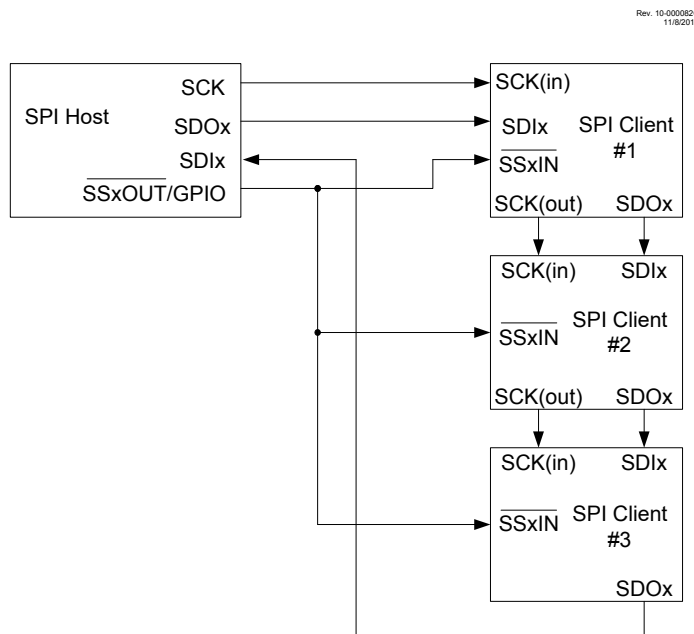 Rev. 10-000082
11/8/201
SCK
SPI Host
SDOx
SDIx
SSxOUT/GPIO
SCK(in)
SDIx
SPI Client
#1
SSxIN
SCK(out) SDOx
SCK(in) SDIx
SPI Client
#2
SSxIN
SCK(out) SDOx
SCK(in) SDIx
SSxIN
SPI Client
#3
SDOx